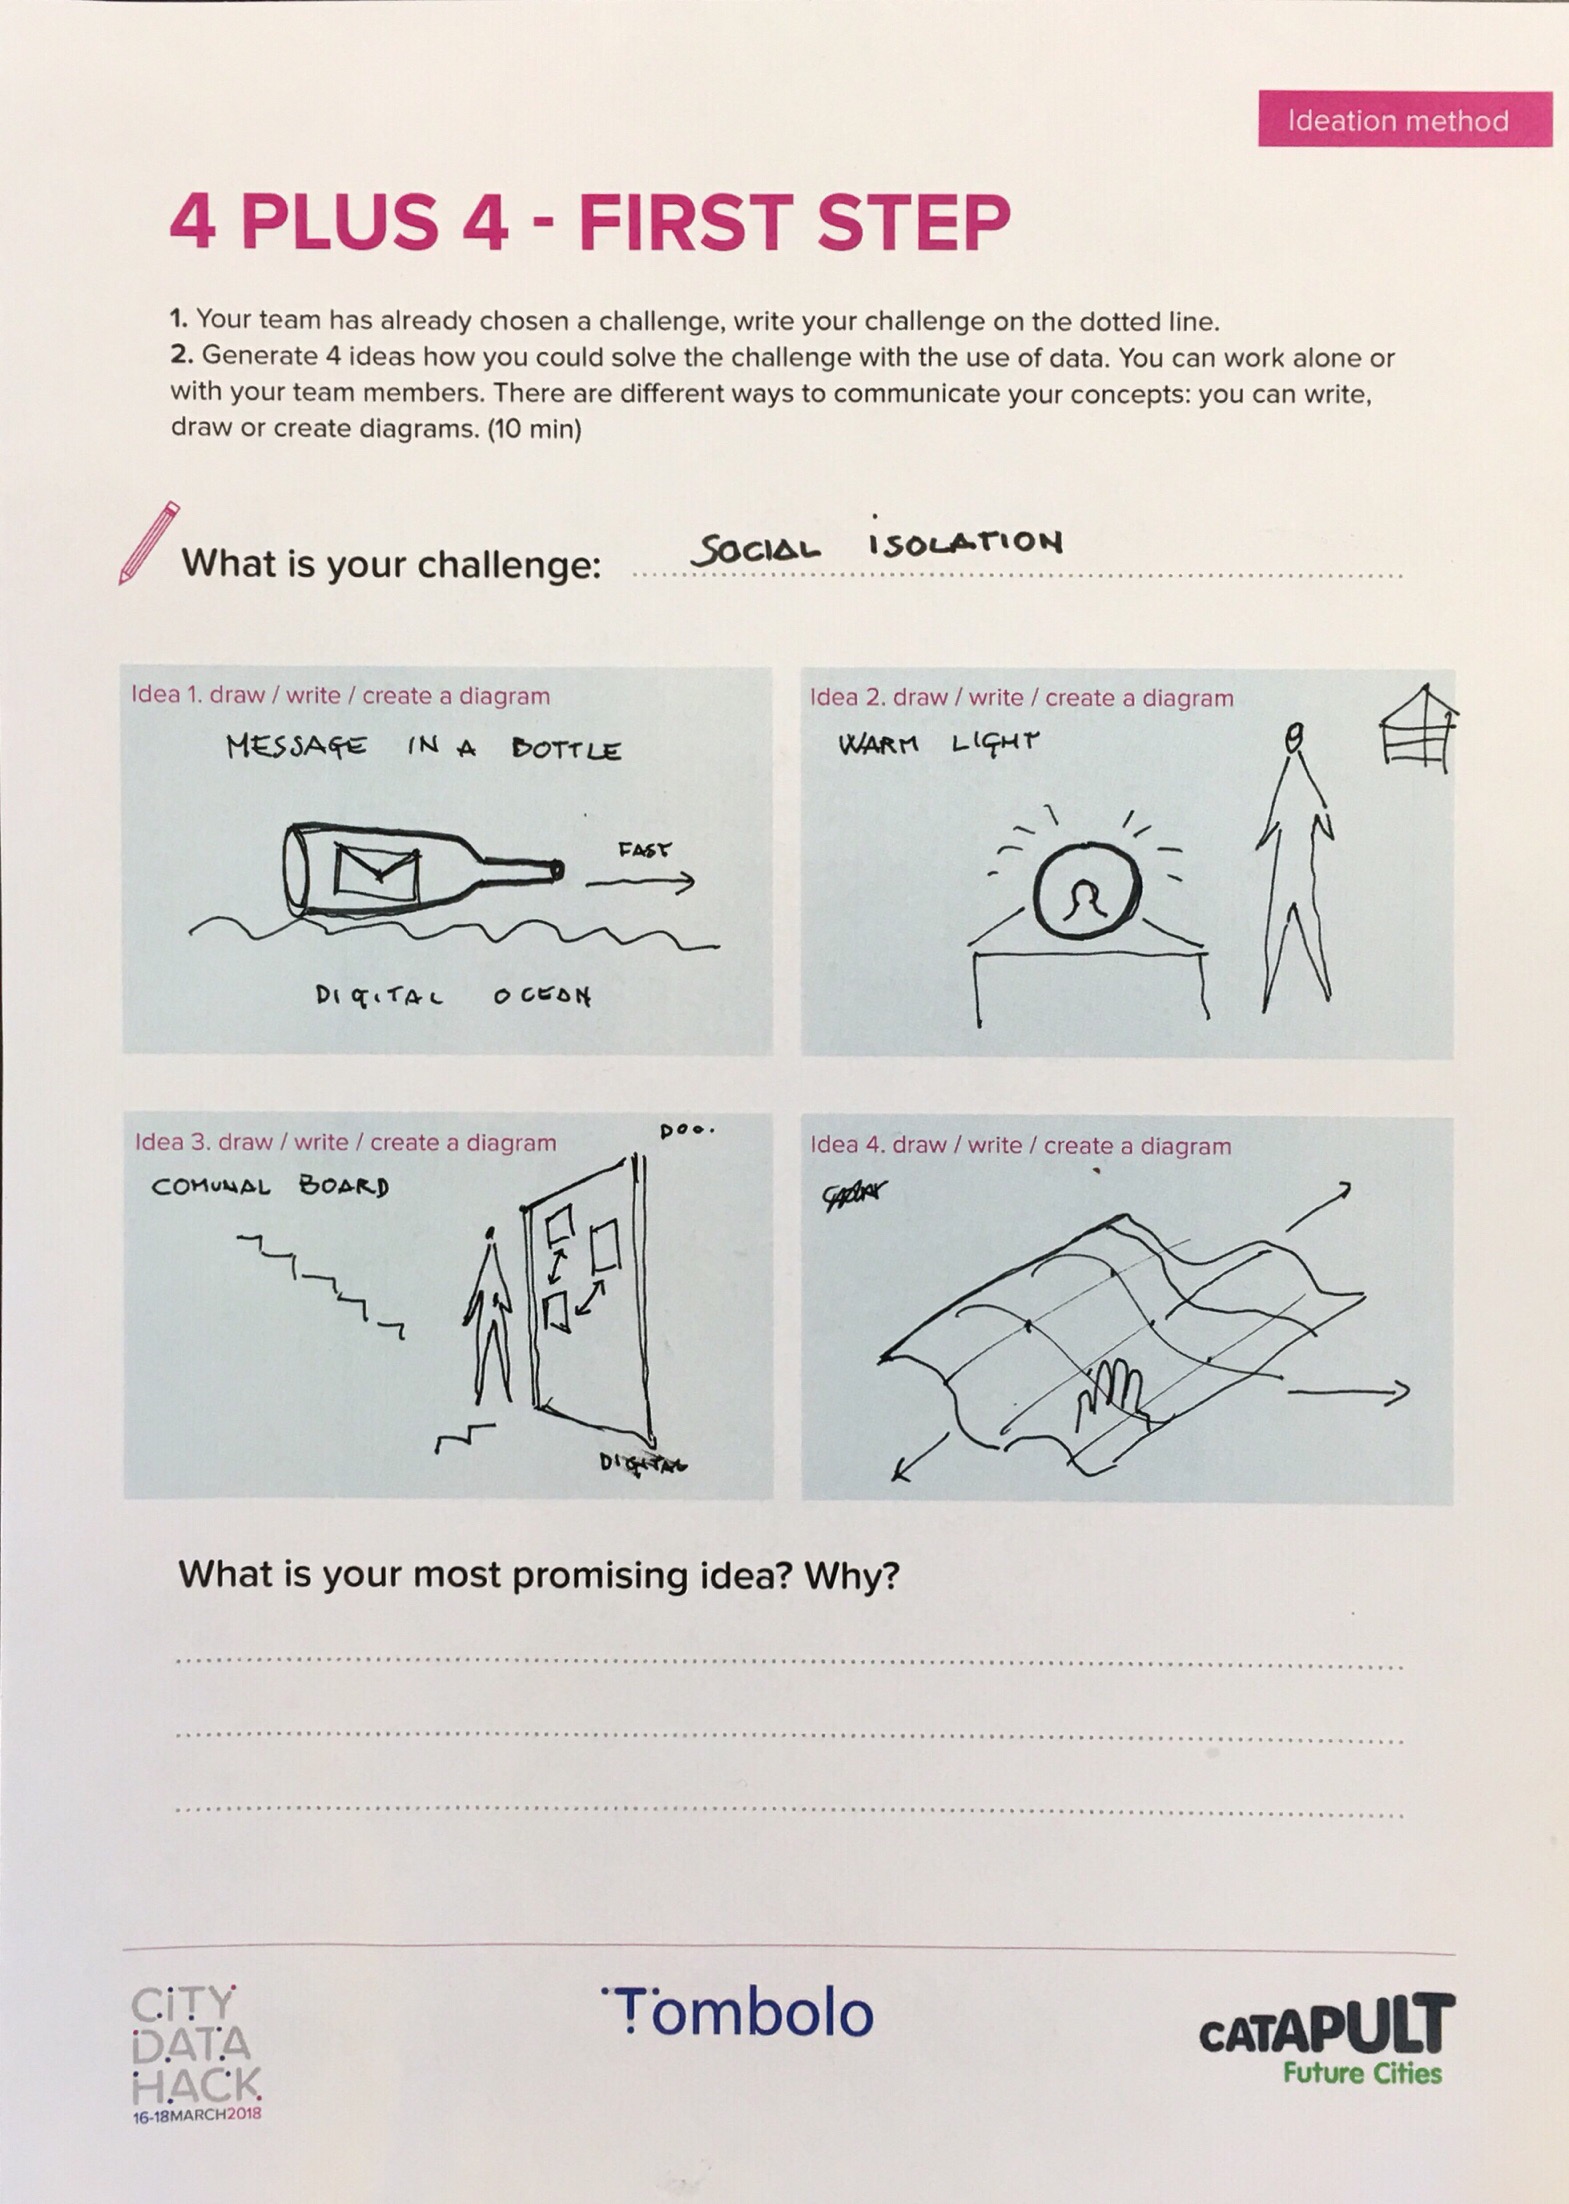 Ideation method
4 PLUS 4 - FIRST STEP
1. Your team has already chosen a challenge, write your challenge on the dotted line.
2. Generate 4 ideas how you could solve the challenge with the use of data. You can work alone or
with your team members. There are different ways to communicate your concepts: you can write,
draw or create diagrams. (10 min)
What is your challenge: SOCIAL iSOLATION
Idea 1. draw / write / create a diagram
MESSAGE IN A BOTTLE
FAST
DIGITAL OCEAN
Idea 2. draw / write / create a diagram
WARM LIGHT
Idea 3. draw / write / create a diagram
COMUNAL BOARD
DIGITAL
Idea 4. draw / write / create a diagram
What is your most promising idea? Why?
CiTY
DATA
HACK
16-18MARCH2018
Tombolo
CATAPULT
Future Cities